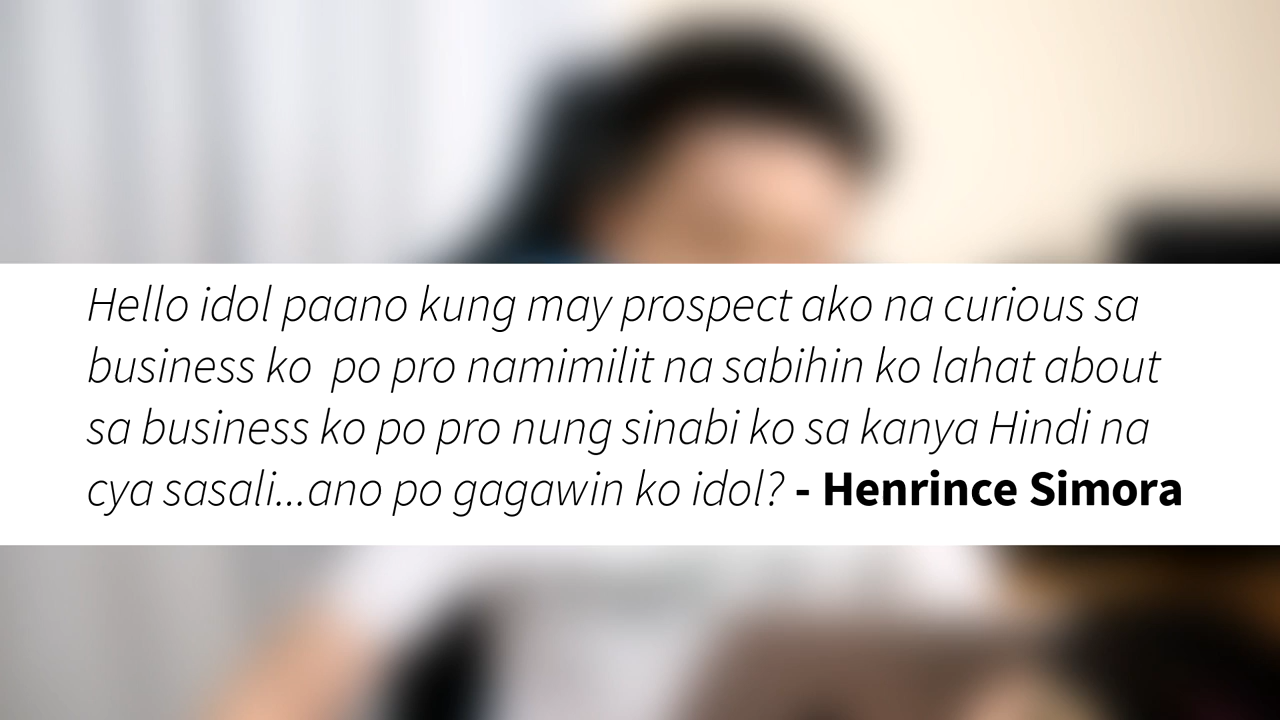 Hello idol paano kung may prospect ako na curious sa
business ko  po pro namimilit na sabihin ko lahat about
sa business ko po pro nung sinabi ko sa kanya Hindi na
cya sasali...ano po gagawin ko idol? - Henrince Simora